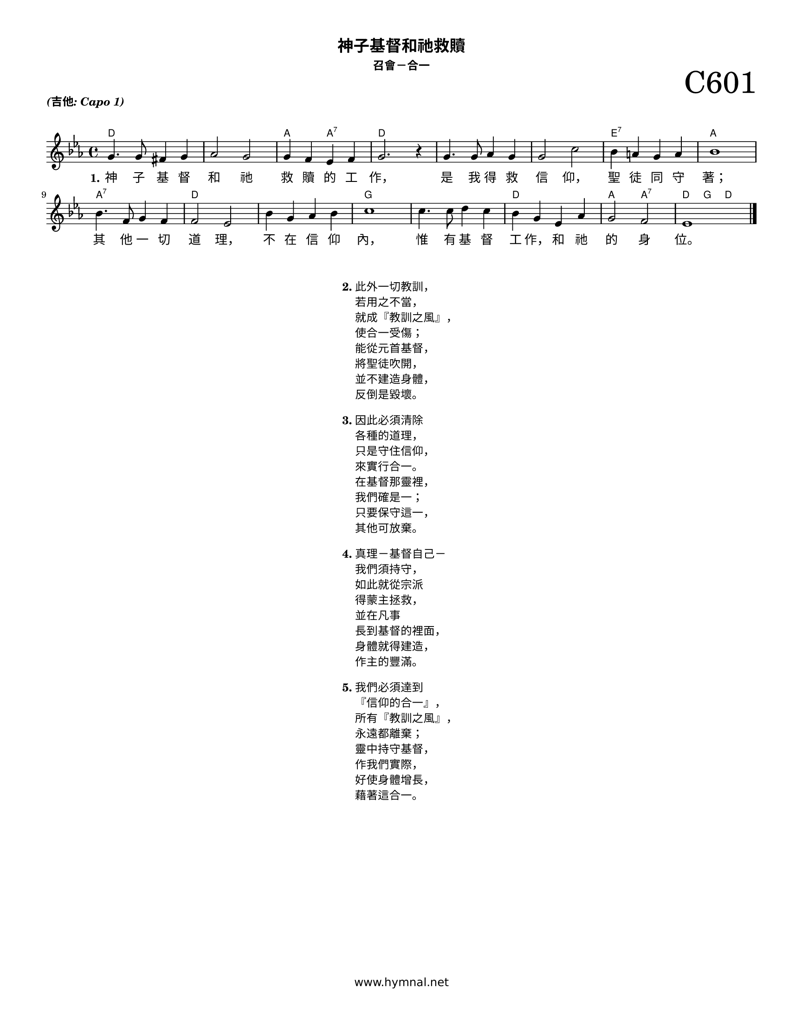 神子基督和祂救贖
召會－合一
C601
(吉他: Capo 1)
D A A7 D E7 A
1. 神 子 基 督 和 祂 救 贖 的 工 作， 是 我 得 救 信 仰， 聖 徒 同 守 著；
9 A7 D G D A A7 D G D
其 他 一 切 道 理， 不 在 信 仰 內， 惟 有 基 督 工 作， 和 祂 的 身 位。
2. 此外一切教訓，
若用之不當，
就成『教訓之風』，
使合一受傷；
能從元首基督，
將聖徒吹開，
並不建造身體，
反倒是毀壞。
3. 因此必須清除
各種的道理，
只是守住信仰，
來實行合一。
在基督那靈裡，
我們確是一；
只要保守這一，
其他可放棄。
4. 真理－基督自己－
我們須持守，
如此就從宗派
得蒙主拯救，
並在凡事
長到基督的裡面，
身體就得建造，
作主的豐滿。
5. 我們必須達到
『信仰的合一』，
所有『教訓之風』，
永遠都離棄；
靈中持守基督，
作我們實際，
好使身體增長，
藉著這合一。
www.hymnal.net